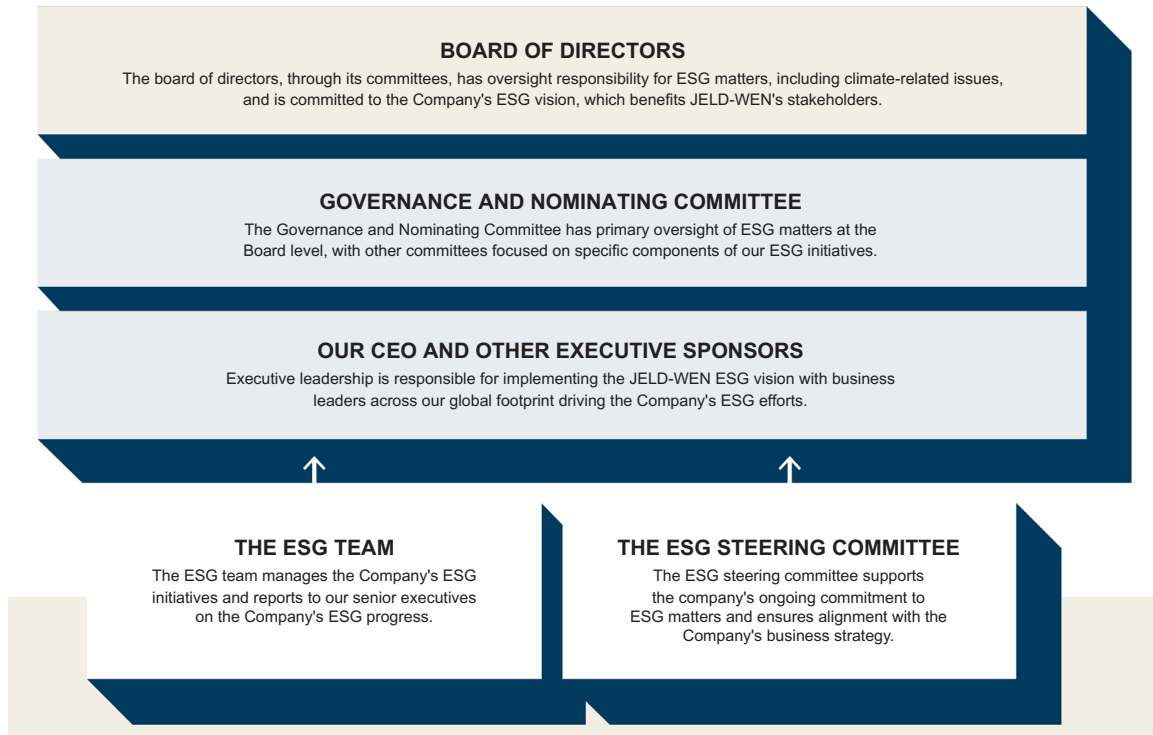 BOARD OF DIRECTORS
The board of directors, through its committees, has oversight responsibility for ESG matters, including climate-related issues,
and is committed to the Company's ESG vision, which benefits JELD-WEN's stakeholders.
GOVERNANCE AND NOMINATING COMMITTEE
The Governance and Nominating Committee has primary oversight of ESG matters at the
Board level, with other committees focused on specific components of our ESG initiatives.
OUR CEO AND OTHER EXECUTIVE SPONSORS
Executive leadership is responsible for implementing the JELD-WEN ESG vision with business
leaders across our global footprint driving the Company's ESG efforts.
THE ESG TEAM
The ESG team manages the Company's ESG
initiatives and reports to our senior executives
on the Company's ESG progress.
THE ESG STEERING COMMITTEE
The ESG steering committee supports
the company's ongoing commitment to
ESG matters and ensures alignment with the
Company's business strategy.